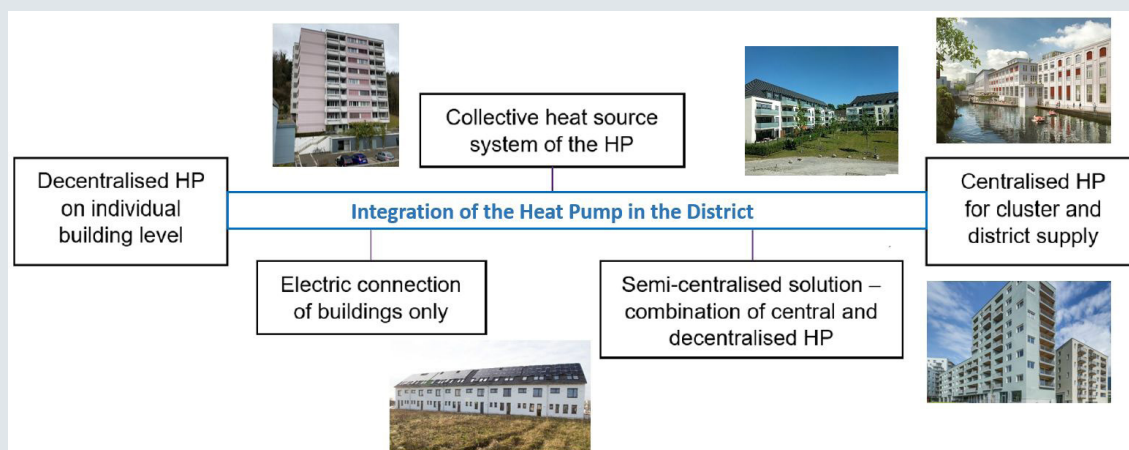 Collective heat source
system of the HP
Decentralised HP
on individual
building level
Integration of the Heat Pump in the District
Centralised HP
for cluster and
district supply
Electric connection
of buildings only
Semi-centralised solution –
combination of central and
decentralised HP